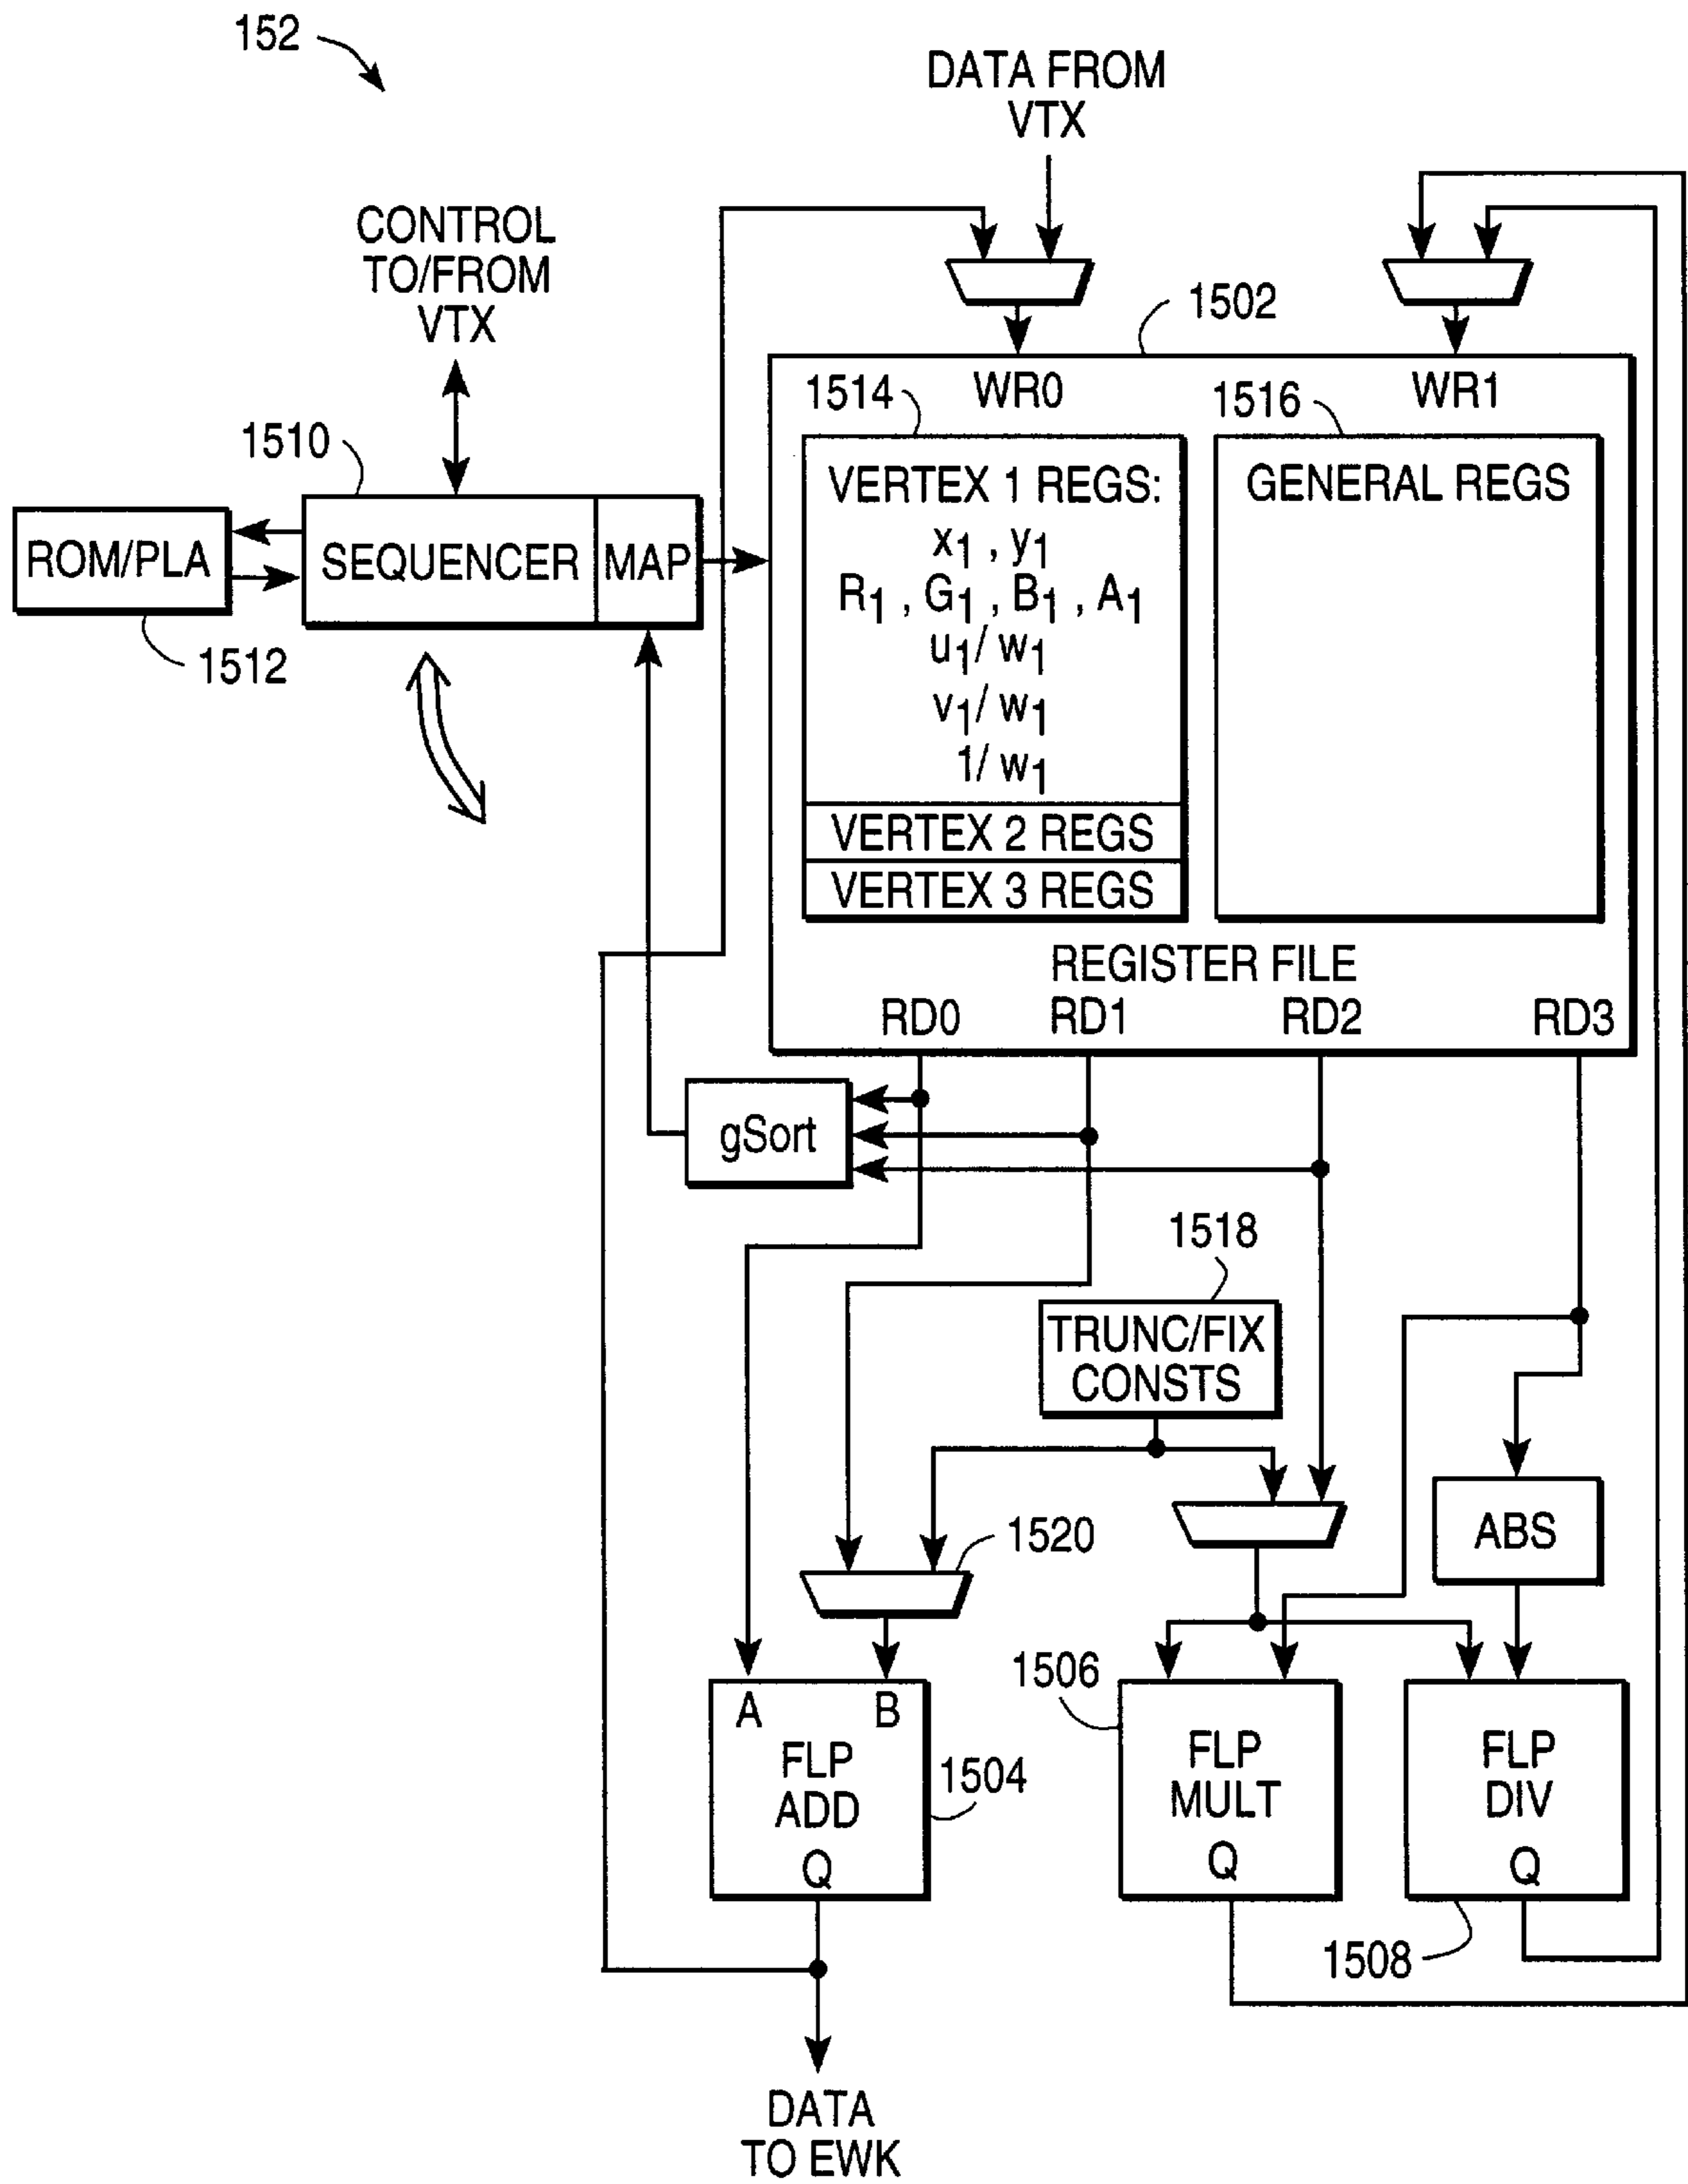 152
DATA FROM
VTX
CONTROL
TO/FROM
VTX
1502
1510
1514
WR0
1516
WR1
VERTEX 1 REGS:
x1 , y1
R1 , G1 , B1 , A1
u1/ w1
v1/ w1
1/ w1
GENERAL REGS
ROM/PLA
SEQUENCER
MAP
1512
VERTEX 2 REGS
VERTEX 3 REGS
REGISTER FILE
RD0
RD1
RD2
RD3
gSort
1518
TRUNC/FIX
CONSTS
1520
ABS
1506
A
B
FLP
ADD
Q
1504
FLP
MULT
Q
FLP
DIV
Q
1508
DATA
TO EWK